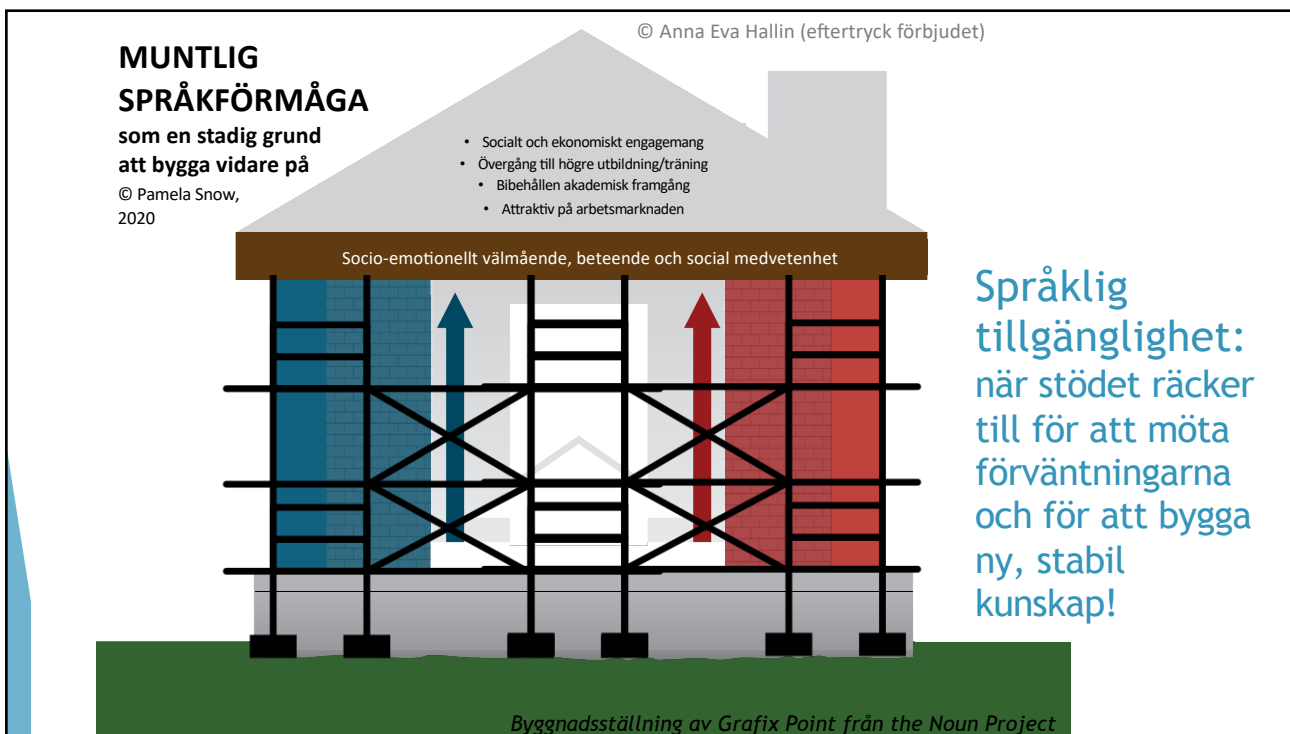 © Anna Eva Hallin (eftertryck förbjudet)
MUNTLIG
SPRÅKFÖRMÅGA
som en stadig grund
att bygga vidare på
© Pamela Snow,
2020
• Socialt och ekonomiskt engagemang
• Övergång till högre utbildning/träning
• Bibehållen akademisk framgång
• Attraktiv på arbetsmarknaden
Socio-emotionellt välmående, beteende och social medvetenhet
Språklig
tillgänglighet:
när stödet räcker
till för att möta
förväntningarna
och för att bygga
ny, stabil
kunskap!
Byggnadsställning av Grafix Point från the Noun Project